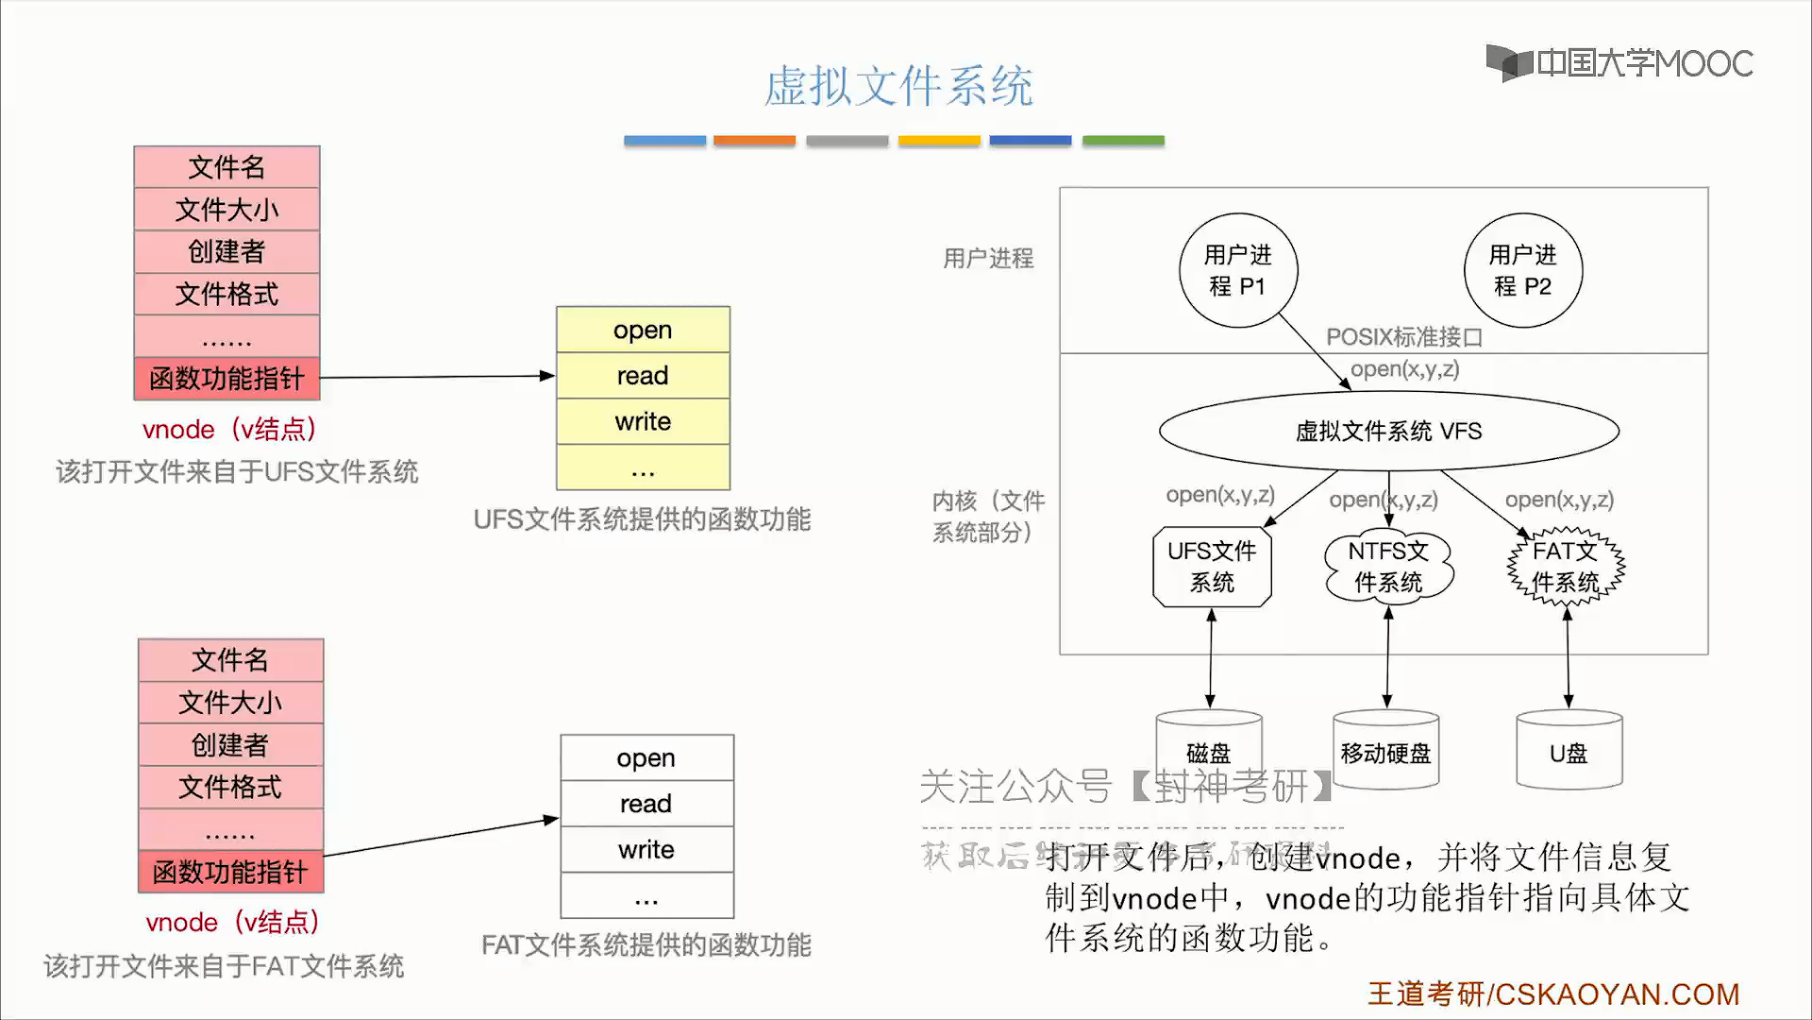 中国大学MOOC
虚拟文件系统
文件名
文件大小
创建者
文件格式
……
函数功能指针
vnode（v结点）
该打开文件来自于UFS文件系统
open
read
write
…
UFS文件系统提供的函数功能
文件名
文件大小
创建者
文件格式
……
函数功能指针
vnode（v结点）
该打开文件来自于FAT文件系统
open
read
write
…
FAT文件系统提供的函数功能
用户进程
用户进
程 P1
用户进
程 P2
POSIX标准接口
open(x,y,z)
虚拟文件系统 VFS
内核（文件
系统部分）
open(x,y,z)
open(x,y,z)
open(x,y,z)
UFS文件
系统
NTFS文
件系统
FAT文
件系统
磁盘
移动硬盘
U盘
关注公众号【封神考研】
获取后续
打开文件后，创建vnode，并将文件信息复
制到vnode中，vnode的功能指针指向具体文
件系统的函数功能。
王道考研/CSKAOYAN.COM